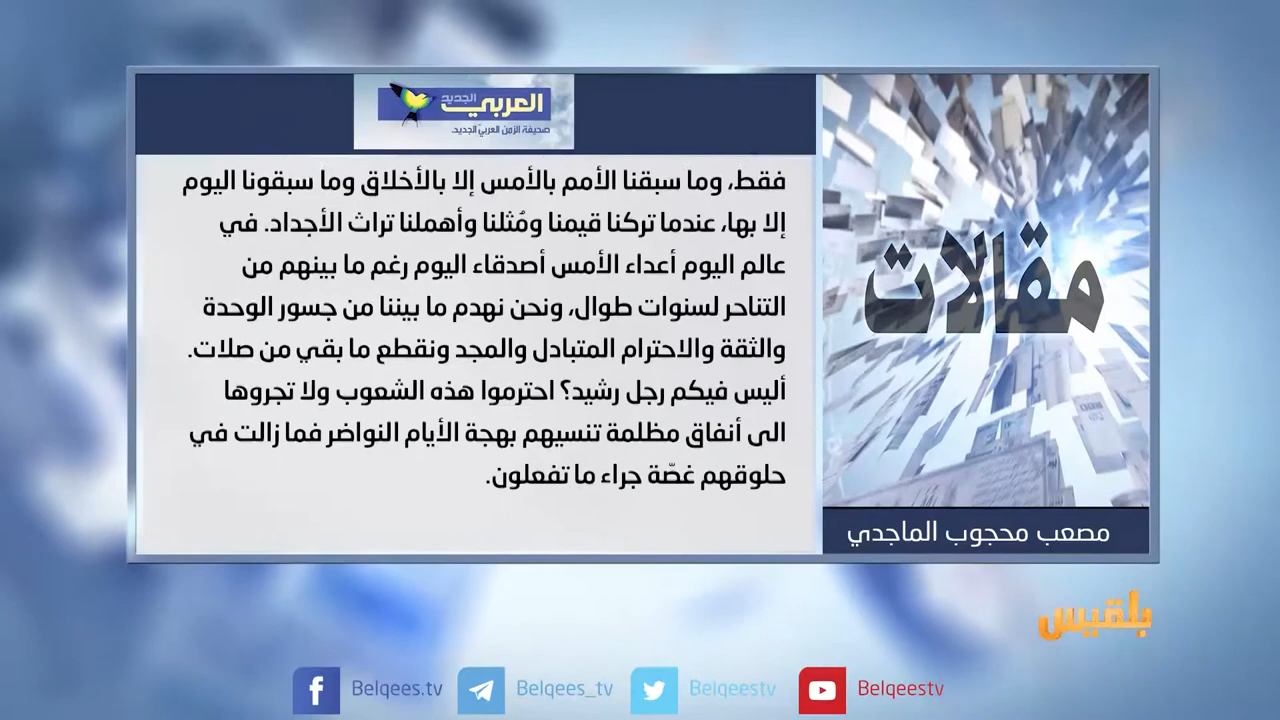 العربي الجديد
صحيفة الزمن العربيّ الجديد.
فقط، وما سبقنا الأمم بالأمس إلا بالأخلاق وما سبقونا اليوم
إلا بها، عندما تركنا قيمنا ومُثلنا وأهملنا تراث الأجداد. في
عالم اليوم أعداء الأمس أصدقاء اليوم رغم ما بينهم من
التناحر لسنوات طوال، ونحن نهدم ما بيننا من جسور الوحدة
والثقة والاحترام المتبادل والمجد ونقطع ما بقي من صلات.
أليس فيكم رجل رشيد؟ احترموا هذه الشعوب ولا تجروها
الى أنفاق مظلمة تنسيهم بهجة الأيام النواضر فما زالت في
حلوقهم غصّة جراء ما تفعلون.
مقالات
مصعب محجوب الماجدي
بلقيس
Belqees.tv
Belqees_tv
Belqeestv
Belqeestv